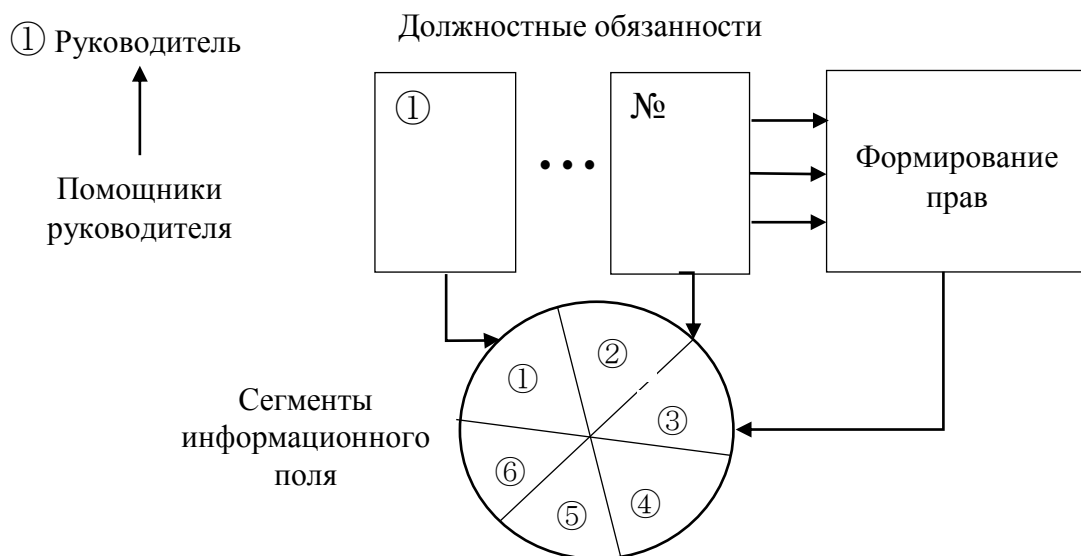 ① Руководитель
Помощники
руководителя
Должностные обязанности
①
...
№
Формирование
прав
Сегменты
информационного
поля
①
②
③
④
⑤
⑥